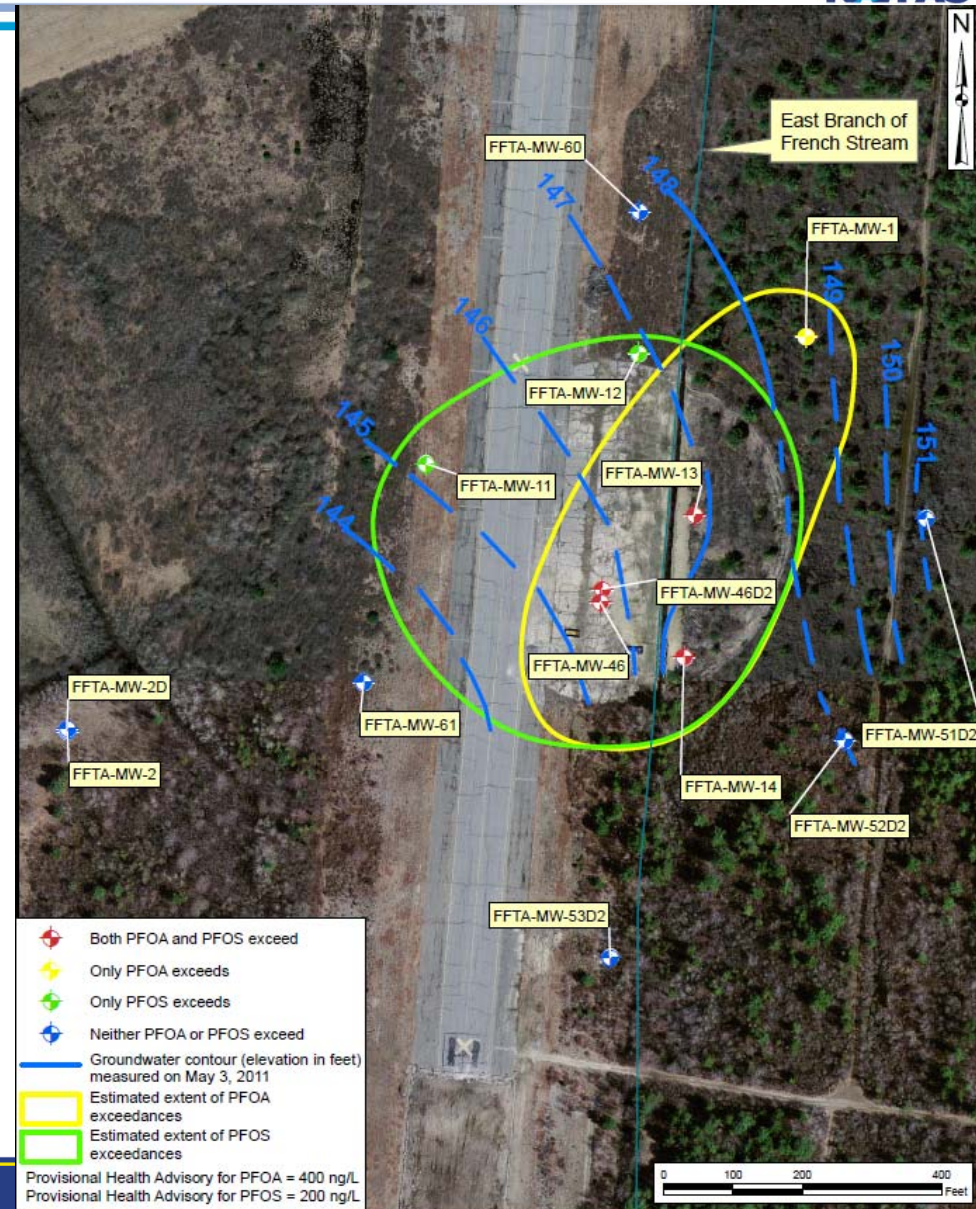 N
East Branch of
French Stream
FFTA-MW-60
148
147
FFTA-MW-1
149
146
150
FFTA-MW-12
145
151
FFTA-MW-11
FFTA-MW-13
144
FFTA-MW-46D2
FFTA-MW-46
FFTA-MW-2D
FFTA-MW-61
FFTA-MW-51D2
FFTA-MW-2
FFTA-MW-14
FFTA-MW-52D2
FFTA-MW-53D2
Both PFOA and PFOS exceed
Only PFOA exceeds
Only PFOS exceeds
Neither PFOA or PFOS exceed
Groundwater contour (elevation in feet)
measured on May 3, 2011
Estimated extent of PFOA
exceedances
Estimated extent of PFOS
exceedances
Provisional Health Advisory for PFOA = 400 ng/L
Provisional Health Advisory for PFOS = 200 ng/L
0 100 200 400
Feet